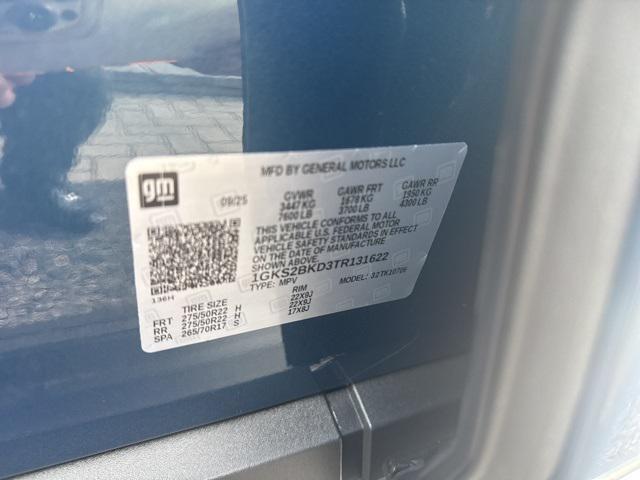 MFD BY GENERAL MOTORS LLC
gm
09/25
GVWR GAWR FRT GAWR RR
3447 KG 1678 KG 1950 KG
7600 LB 3700 LB 4300 LB
THIS VEHICLE CONFORMS TO ALL
APPLICABLE FEDERAL MOTOR
VEHICLE SAFETY STANDARDS IN EFFECT
ON THE DATE OF MANUFACTURE
SHOWN ABOVE.
1GKS2BKD3TR131622
TYPE: MPV MODEL: 32TK10706
136H
TIRE SIZE RIM
FRT 275/50R22 H 22X9J
RR 275/50R22 H 22X9J
SPA 265/70R17 S 17X8J